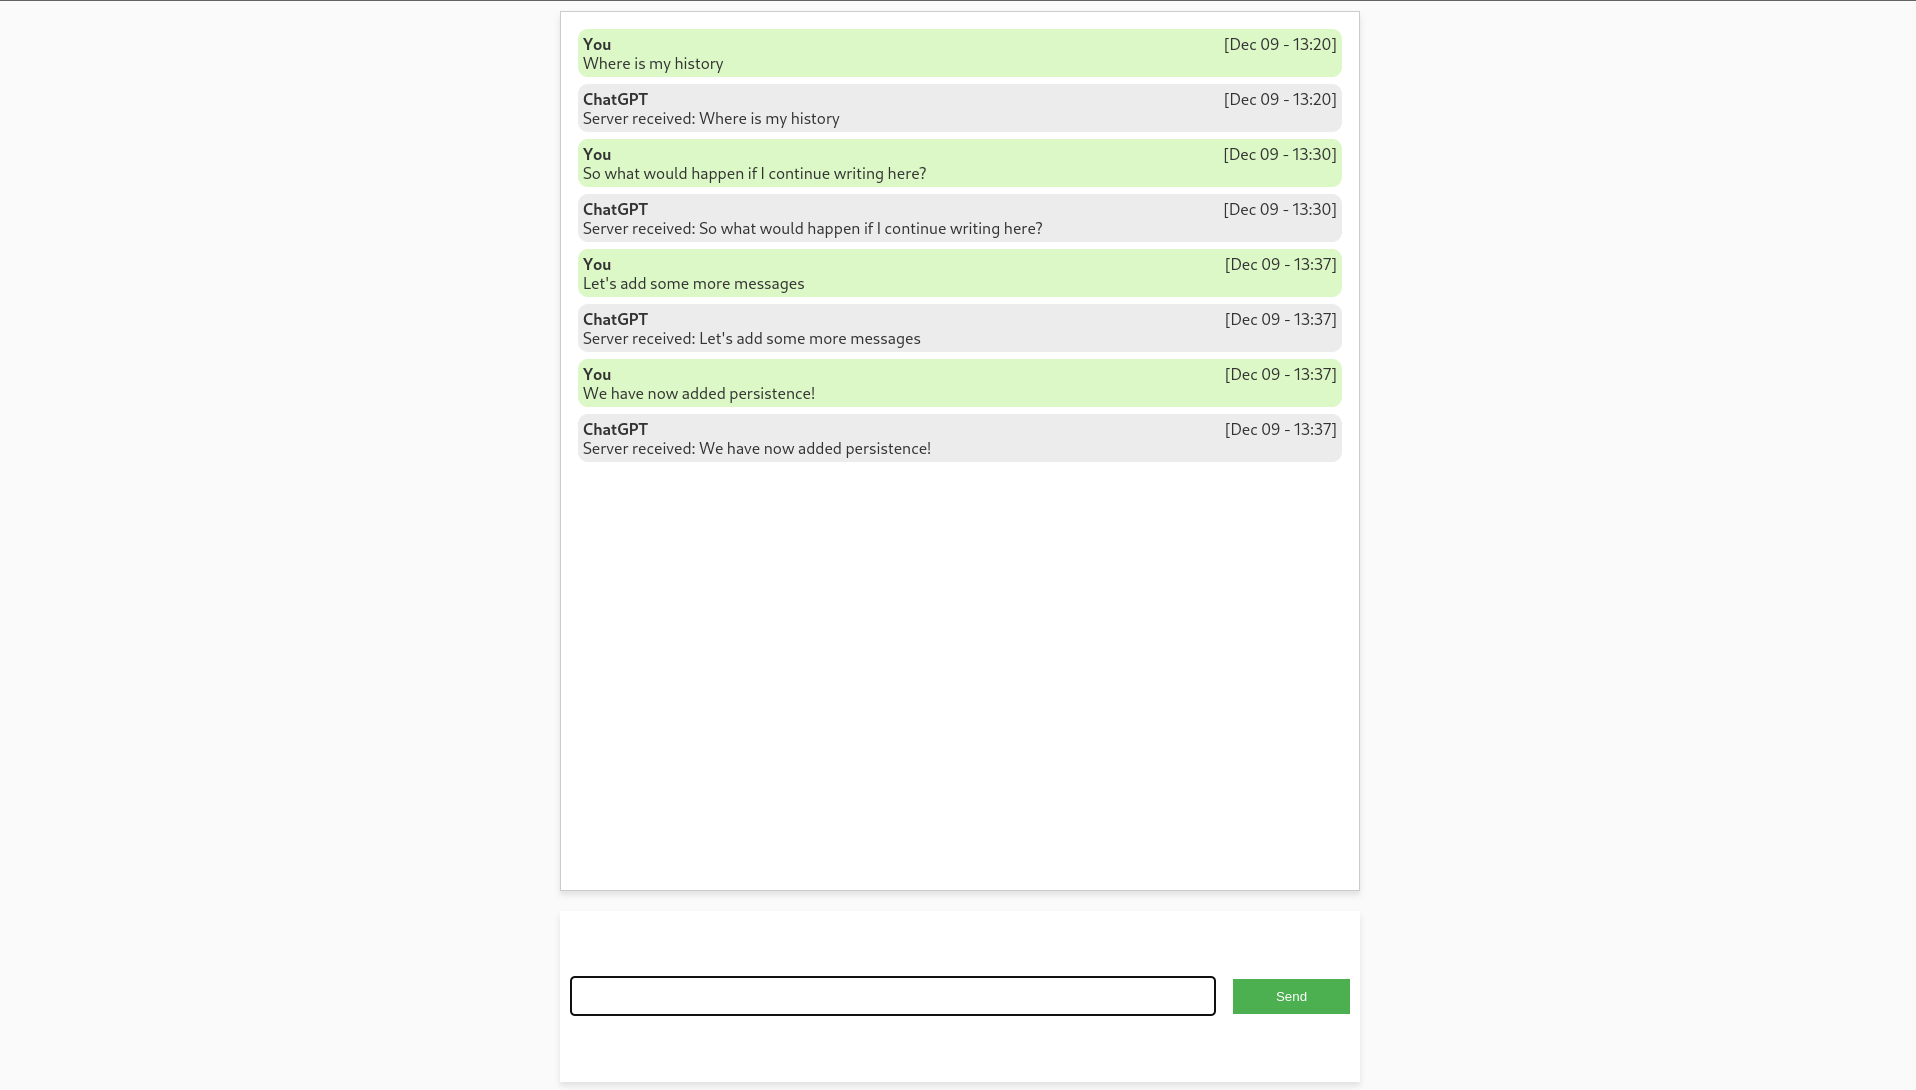 You [Dec 09 - 13:20]
Where is my history
ChatGPT [Dec 09 - 13:20]
Server received: Where is my history
You [Dec 09 - 13:30]
So what would happen if I continue writing here?
ChatGPT [Dec 09 - 13:30]
Server received: So what would happen if I continue writing here?
You [Dec 09 - 13:37]
Let's add some more messages
ChatGPT [Dec 09 - 13:37]
Server received: Let's add some more messages
You [Dec 09 - 13:37]
We have now added persistence!
ChatGPT [Dec 09 - 13:37]
Server received: We have now added persistence!
Send